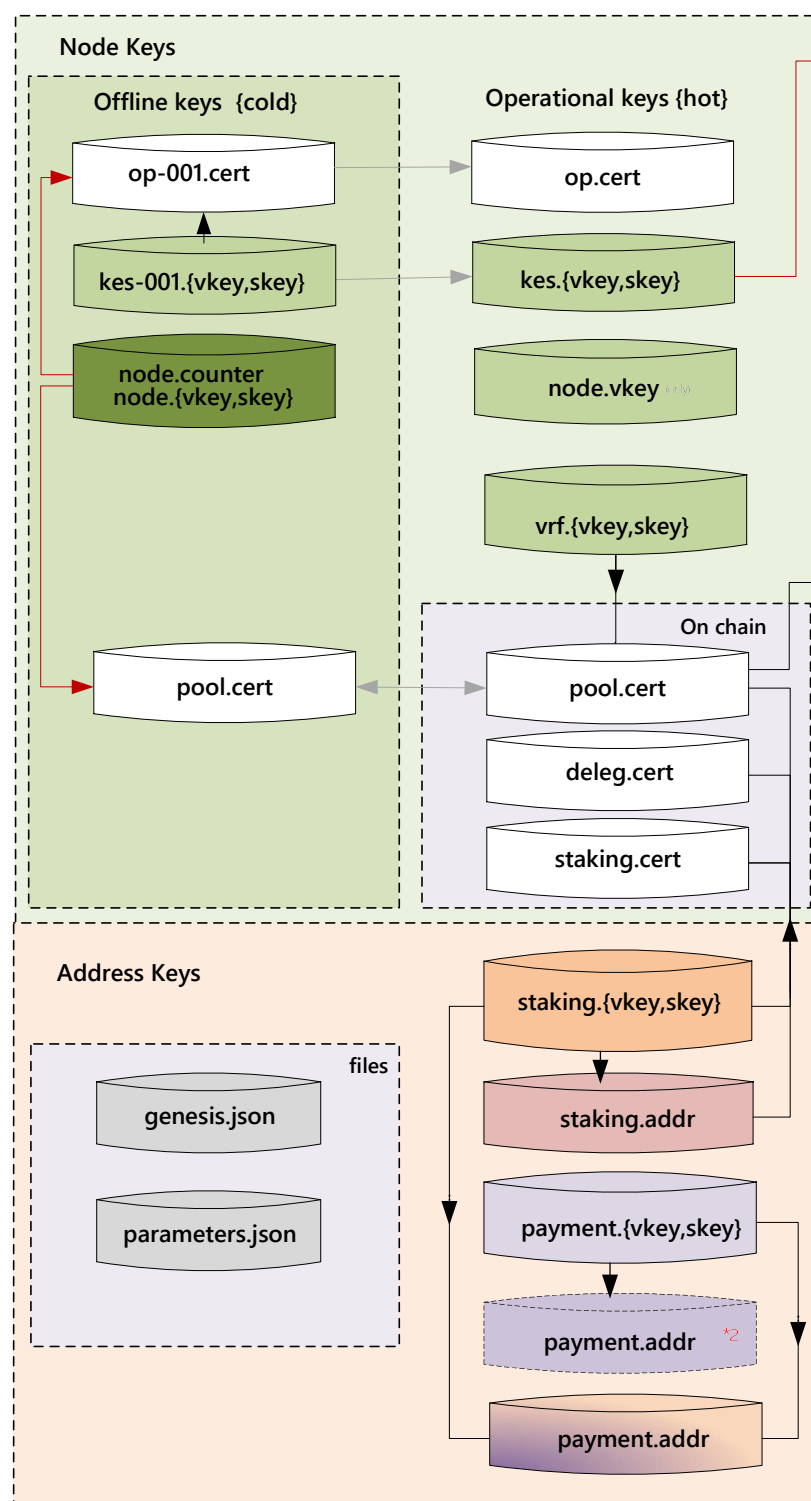 Node Keys
Offline keys {cold}
Operational keys {hot}
op-001.cert
op.cert
kes-001.{vkey,skey}
kes.{vkey,skey}
node.counter
node.{vkey,skey}
node.vkey (only)
vrf.{vkey,skey}
On chain
pool.cert
pool.cert
deleg.cert
staking.cert
Address Keys
staking.{vkey,skey}
files
genesis.json
staking.addr
parameters.json
payment.{vkey,skey}
payment.addr *2
payment.addr